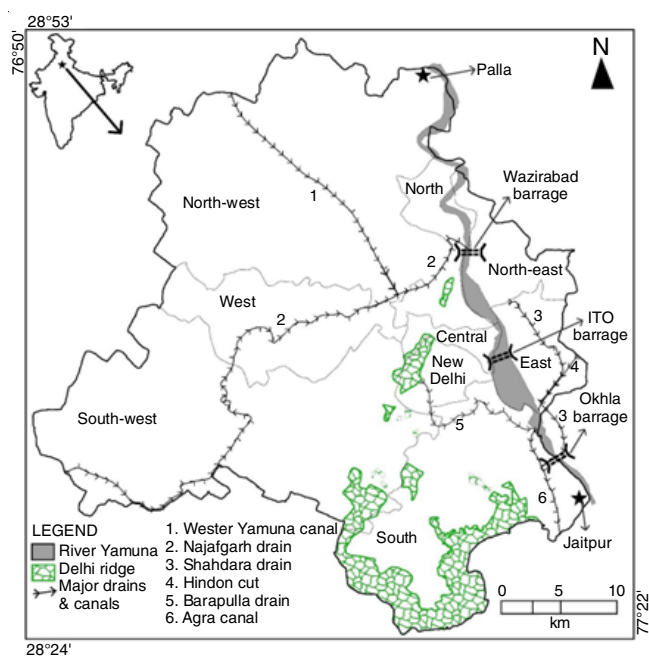 28°53'
76°50'
N
Palla
Wazirabad
barrage
North
North-west
1
2
North-east
West
2
3
ITO
barrage
Central
East
New
Delhi
4
Okhla
barrage
South-west
3
5
6
South
Jaitpur
LEGEND
River Yamuna
Delhi ridge
Major drains
& canals
1. Wester Yamuna canal
2. Najafgarh drain
3. Shahdara drain
4. Hindon cut
5. Barapulla drain
6. Agra canal
0 5 10
km
77°22'
28°24'